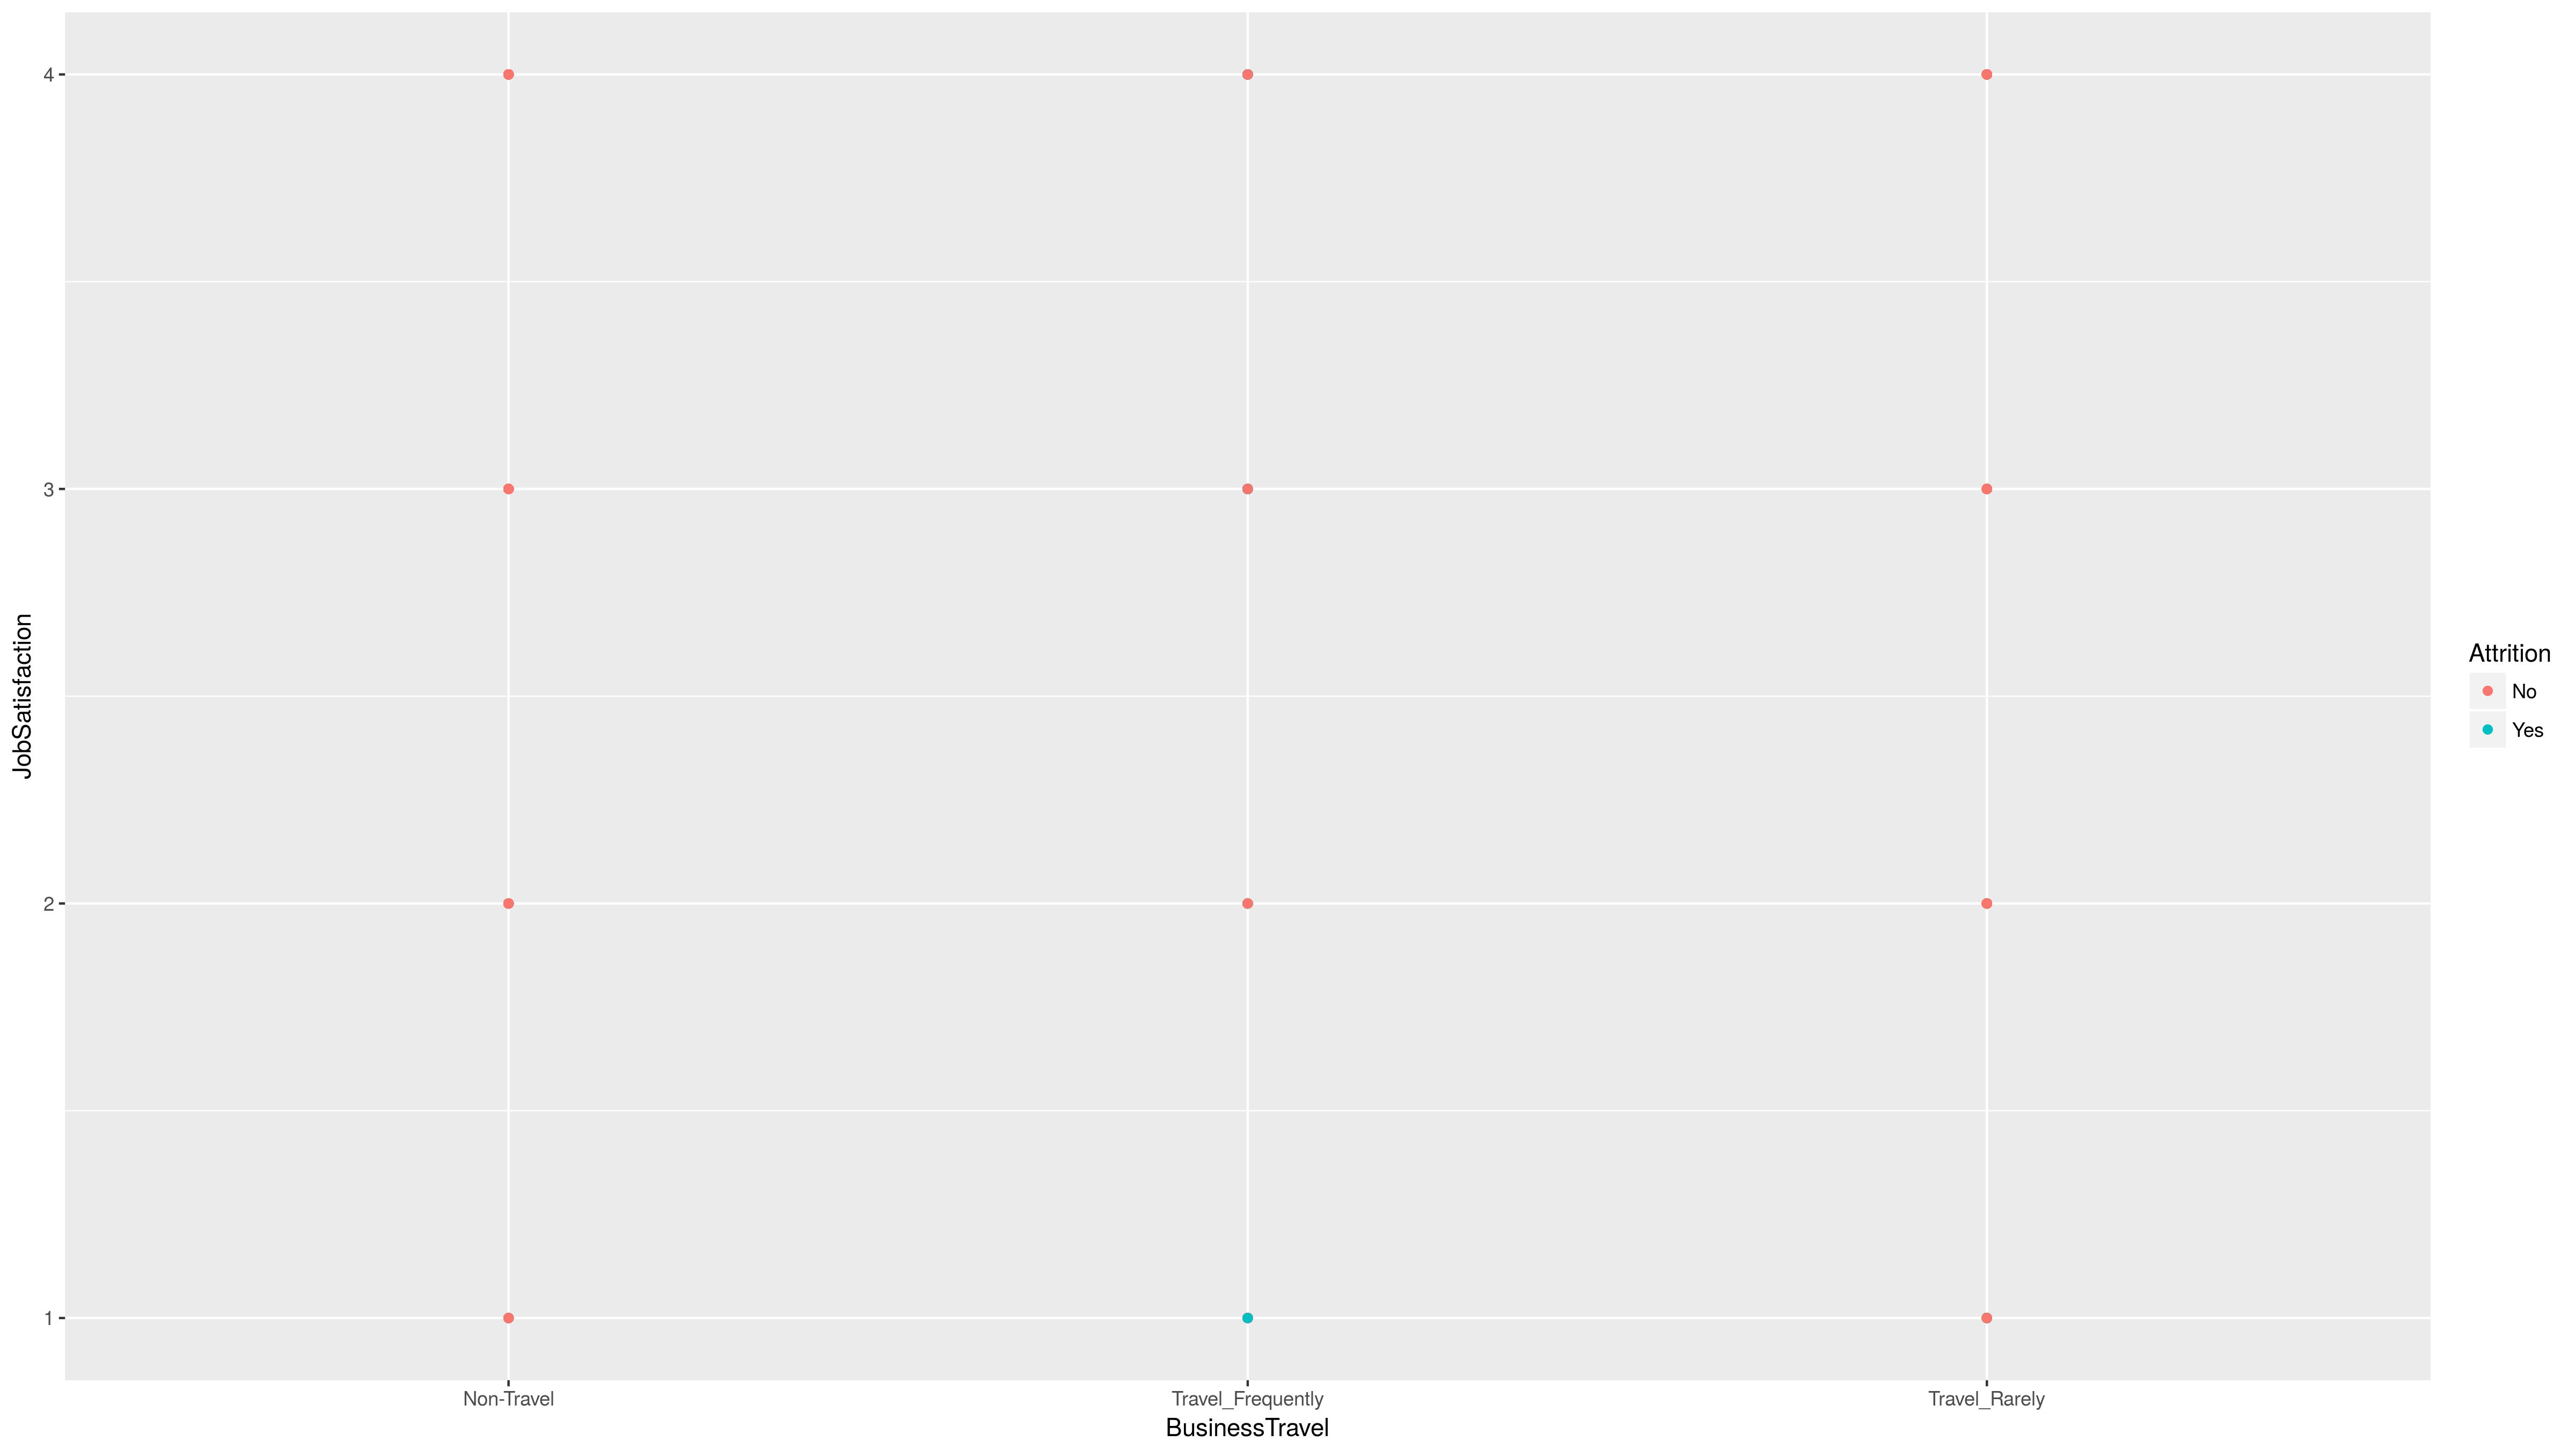 4
3
2
1
JobSatisfaction
Non-Travel
Travel_Frequently
Travel_Rarely
BusinessTravel
Attrition
No
Yes